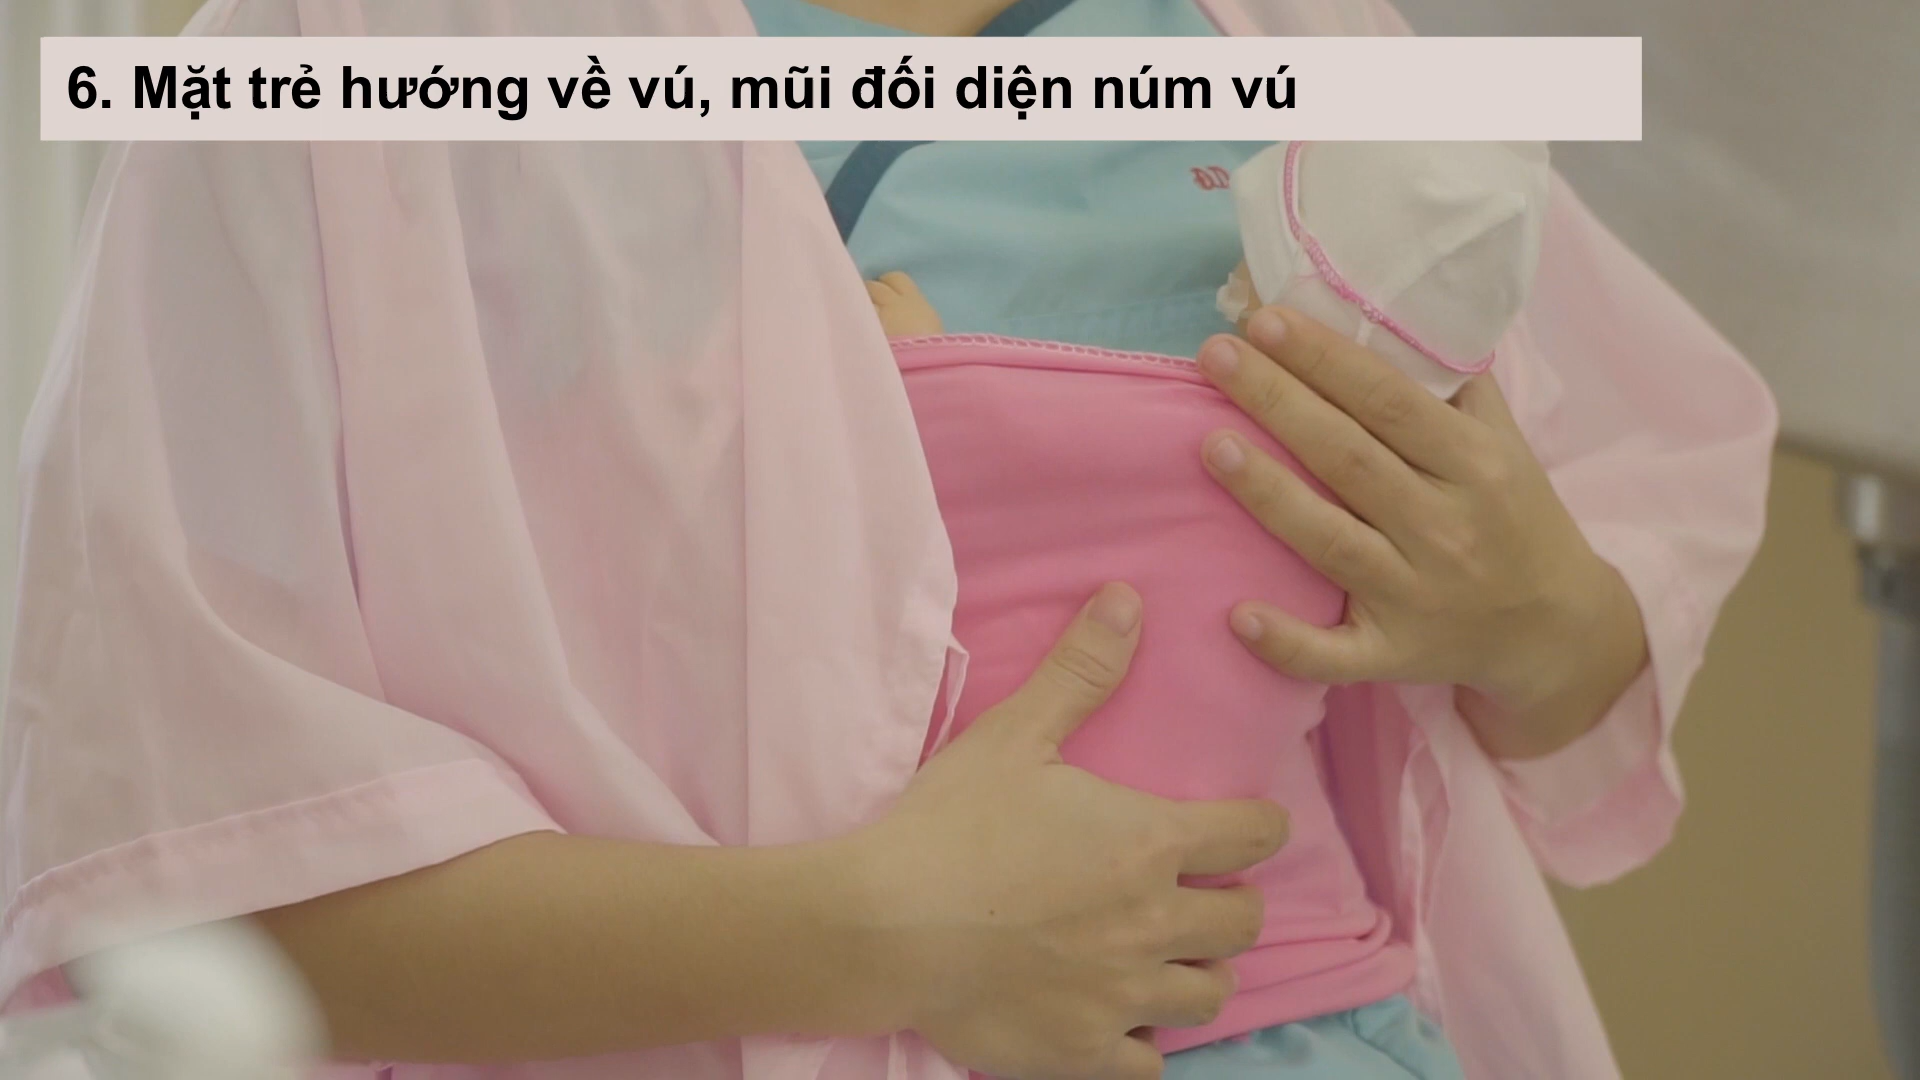 6. Mặt trẻ hướng về vú, mũi đối diện núm vú